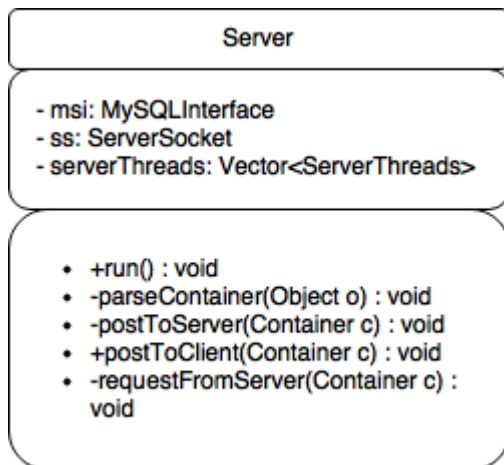 Server
- msi: MySQLInterface
- ss: ServerSocket
- serverThreads: Vector<ServerThreads>
• +run() : void
• -parseContainer(Object o) : void
• -postToServer(Container c) : void
• +postToClient(Container c) : void
• -requestFromServer(Container c) :
void